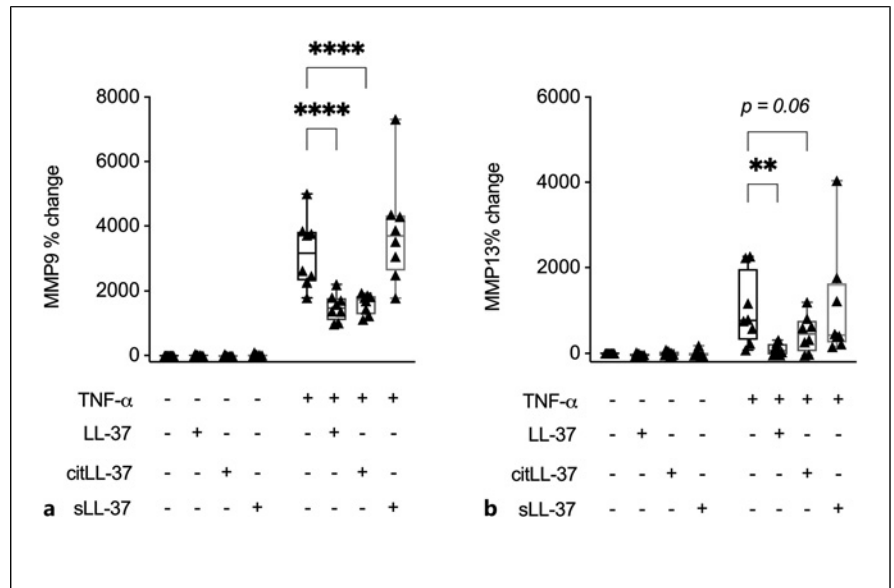 ****
****
8000
6000
4000
2000
0
MMP9 % change
TNF-α - - - - + + + +
LL-37 - + - - - + - -
citLL-37 - - + - - - + -
sLL-37 - - - + - - - +
a
p = 0.06
**
6000
4000
2000
0
MMP13% change
TNF-α - - - - + + + +
LL-37 - + - - - + - -
citLL-37 - - + - - - + -
sLL-37 - - - + - - - +
b